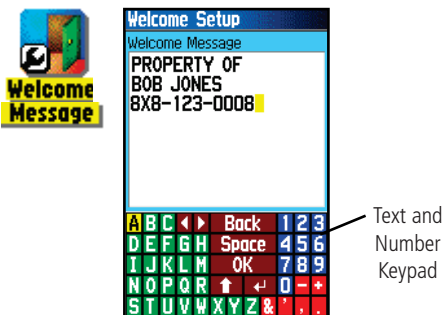 Welcome
Message
Welcome Setup
Welcome Message
PROPERTY OF
BOB JONES
8X8-123-0008
A B C Back 1 2 3
D E F G H Space 4 5 6
I J K L M OK 7 8 9
N O P Q R 0 - +
S T U V W X Y Z & ' , .
Text and
Number
Keypad